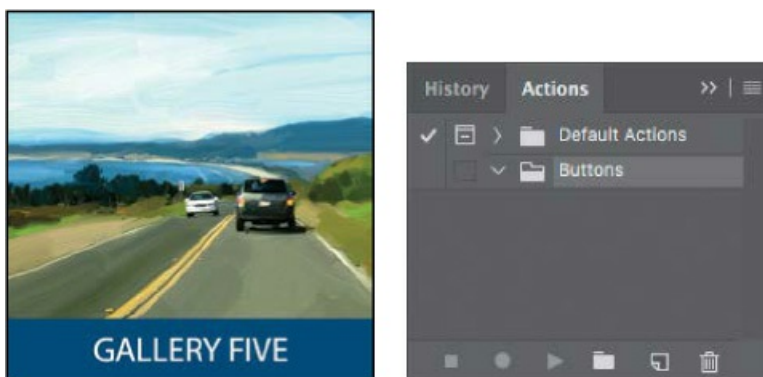 GALLERY FIVE
History Actions
Default Actions
Buttons